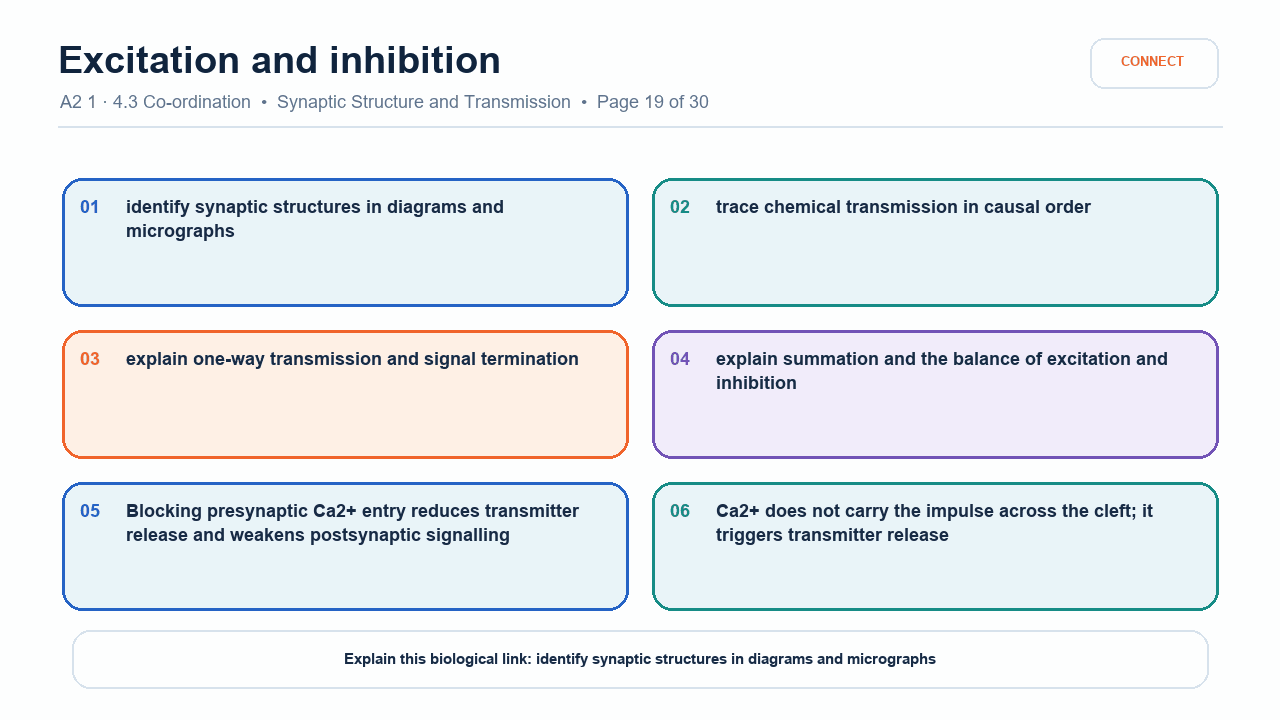 Excitation and inhibition
CONNECT
A2 1 · 4.3 Co-ordination • Synaptic Structure and Transmission • Page 19 of 30
01 identify synaptic structures in diagrams and
micrographs
02 trace chemical transmission in causal order
03 explain one-way transmission and signal termination
04 explain summation and the balance of excitation and
inhibition
05 Blocking presynaptic Ca2+ entry reduces transmitter
release and weakens postsynaptic signalling
06 Ca2+ does not carry the impulse across the cleft; it
triggers transmitter release
Explain this biological link: identify synaptic structures in diagrams and micrographs